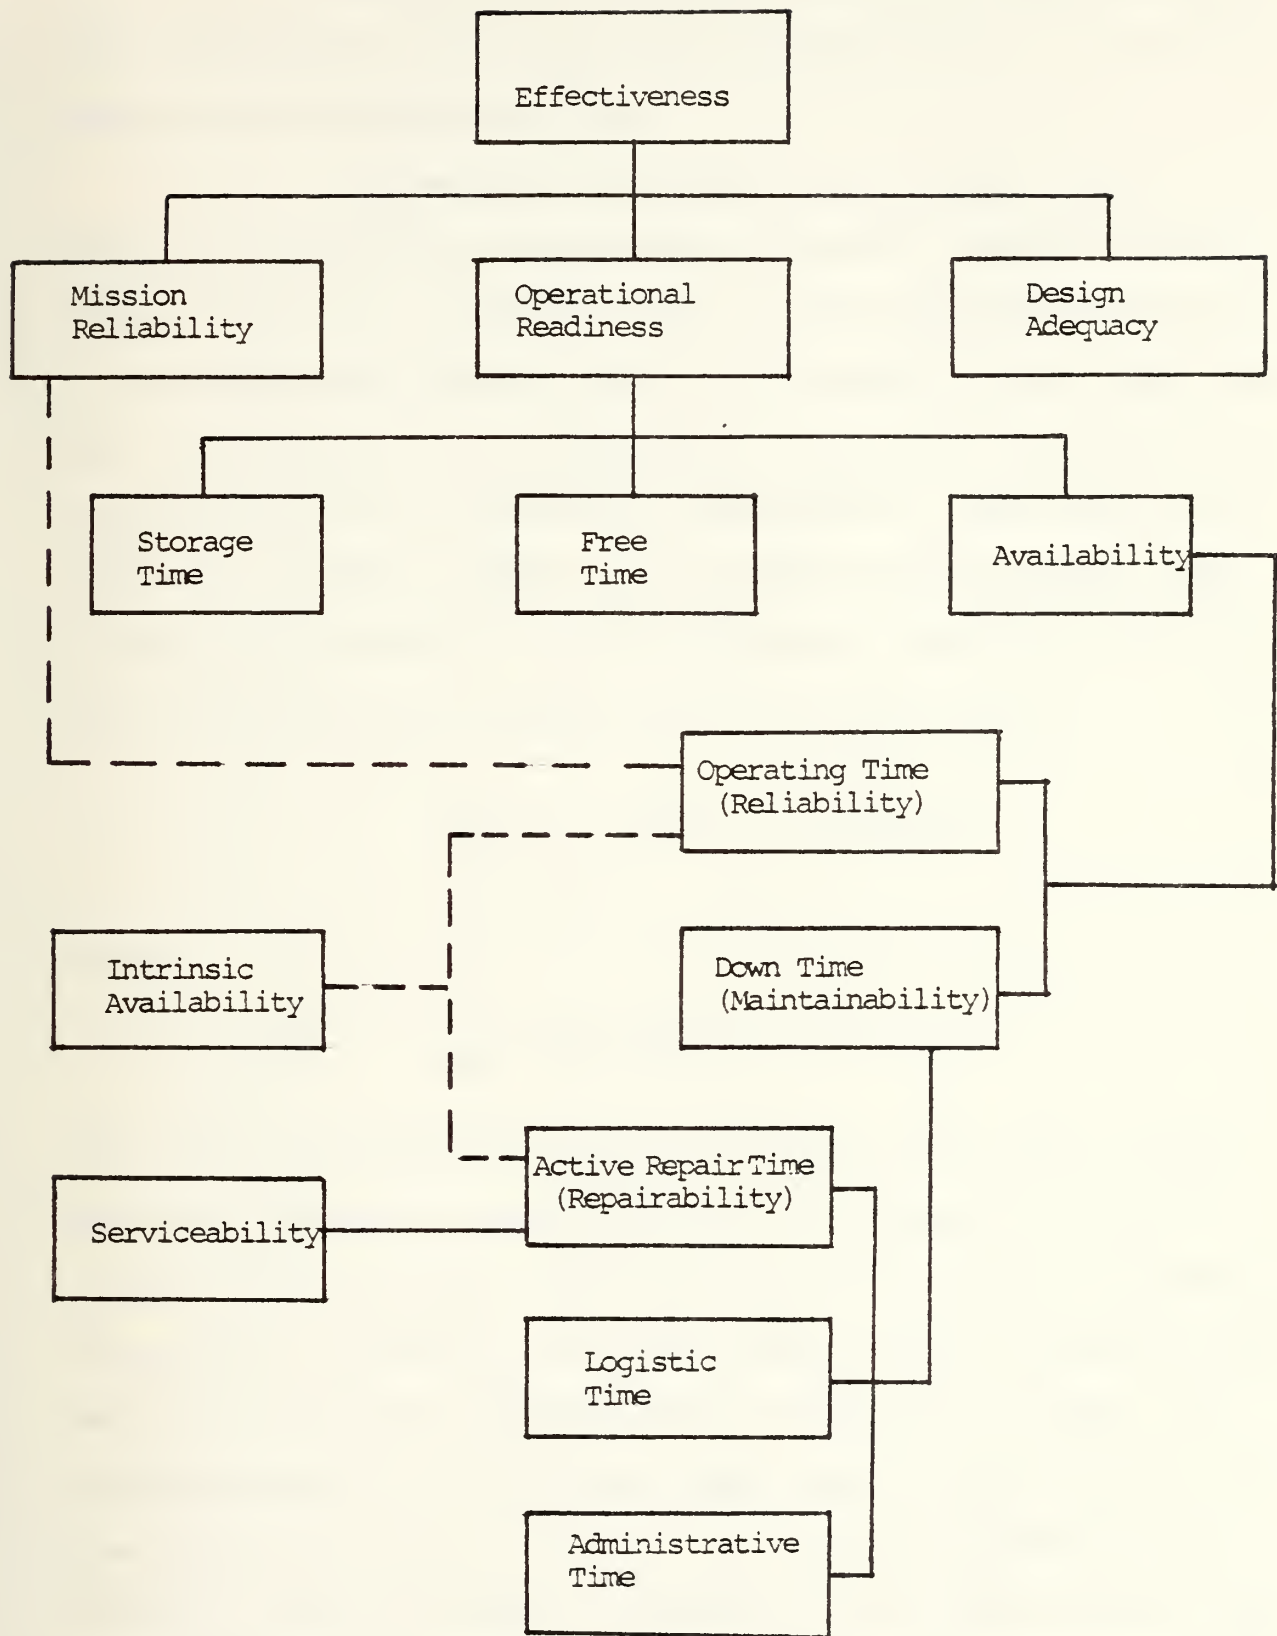 Effectiveness
Mission
Reliability
Operational
Readiness
Design
Adequacy
Storage
Time
Free
Time
Availability
Operating Time
(Reliability)
Intrinsic
Availability
Down Time
(Maintainability)
Active Repair Time
(Repairability)
Serviceability
Logistic
Time
Administrative
Time